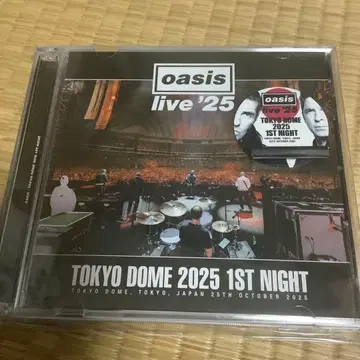 oasis
live '25
oasis
live '25
TOKYO DOME
2025
1ST NIGHT
TOKYO DOME 2025 1ST NIGHT
TOKYO DOME, TOKYO, JAPAN 25TH OCTOBER 2025